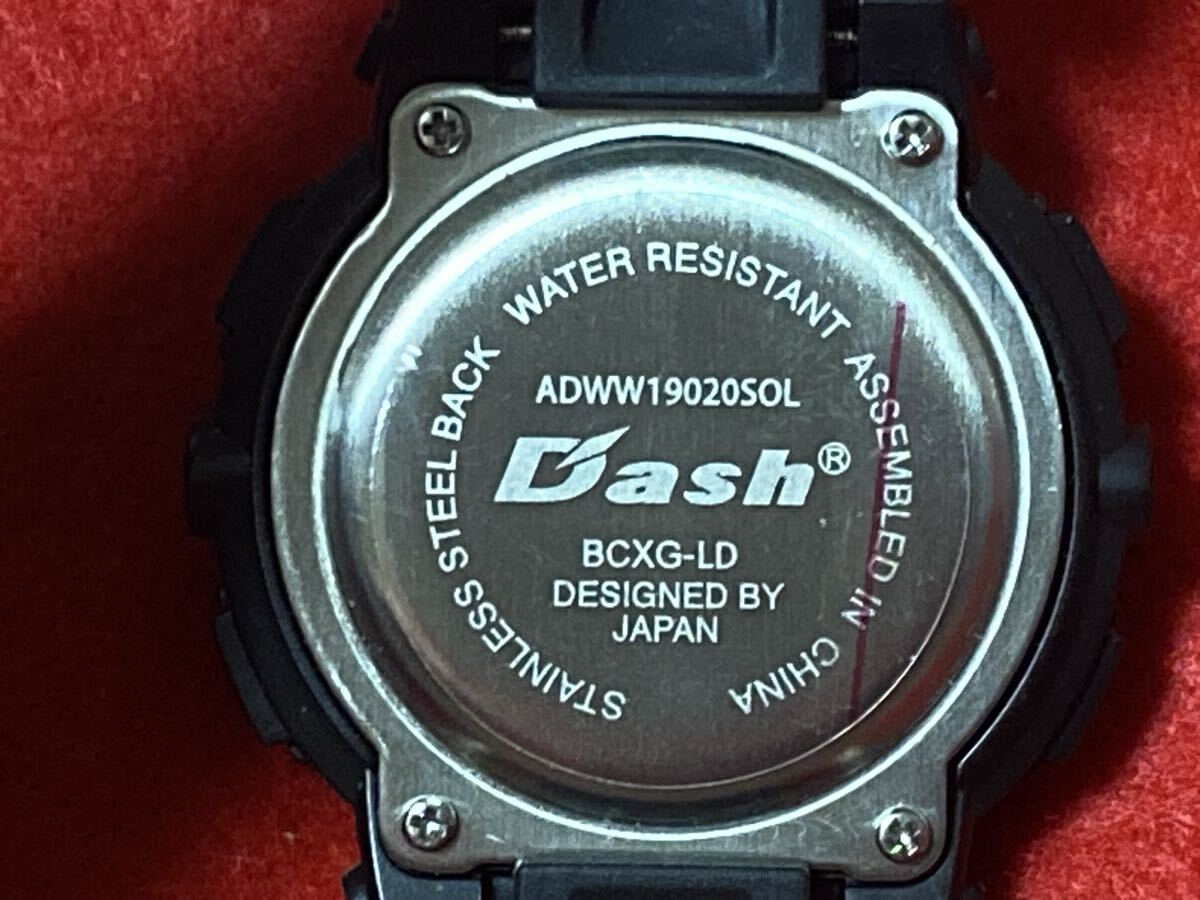 STAINLESS STEEL BACK WATER RESISTANT ASSEMBLED IN CHINA
ADWW19020SOL
Dash®
BCXG-LD
DESIGNED BY
JAPAN